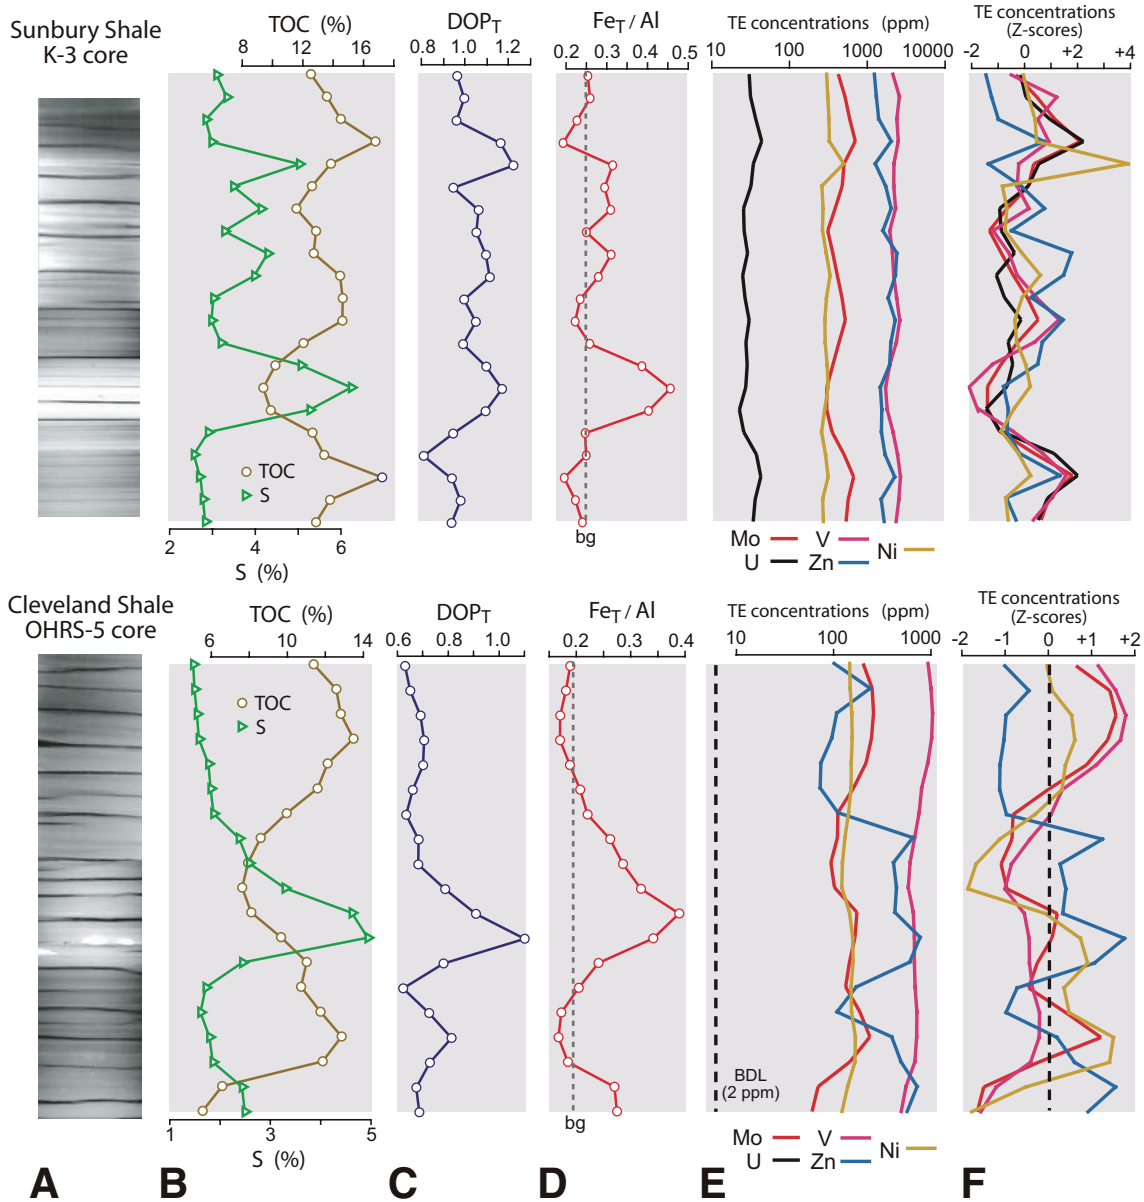 Sunbury Shale
K-3 core
TOC (%)
8 12 16
DOP_T
0.8 1.0 1.2
Fe_T / Al
0.2 0.3 0.4 0.5
TE concentrations (ppm)
10 100 1000 10000
TE concentrations
(Z-scores)
-2 0 +2 +4
TOC
S
2 4 6
S (%)
bg
Mo V Ni
U Zn
Cleveland Shale
OHRS-5 core
TOC (%)
6 10 14
DOP_T
0.6 0.8 1.0
Fe_T / Al
0.2 0.3 0.4
TE concentrations (ppm)
10 100 1000
TE concentrations
(Z-scores)
-2 -1 0 +1 +2
TOC
S
BDL
(2 ppm)
1 3 5
S (%)
bg
Mo V Ni
U Zn
A B C D E F